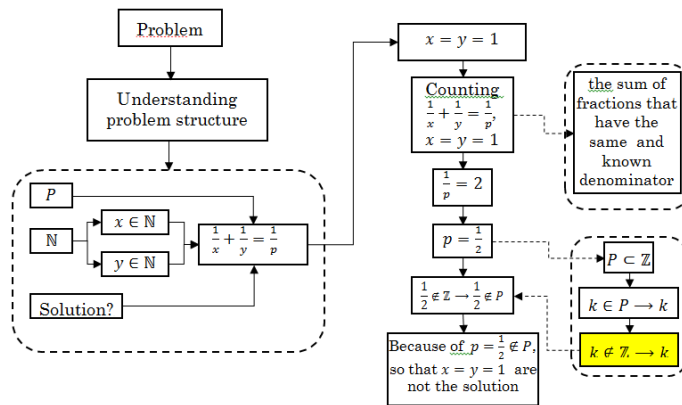 Problem
Understanding
problem structure
P
ℕ
x ∈ ℕ
y ∈ ℕ
1/x + 1/y = 1/p
Solution?
x = y = 1
Counting
1/x + 1/y = 1/p,
x = y = 1
1/p = 2
p = 1/2
1/2 ∉ ℤ → 1/2 ∉ P
Because of p = 1/2 ∉ P,
so that x = y = 1 are
not the solution
the sum of
fractions that
have the
same and
known
denominator
P ⊂ ℤ
k ∈ P → k
k ∉ ℤ → k